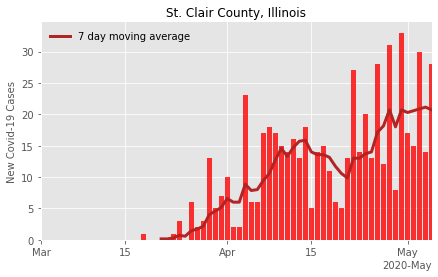 St. Clair County, Illinois
7 day moving average
New Covid-19 Cases
30
25
20
15
10
5
0
Mar
15
Apr
15
May
2020-May